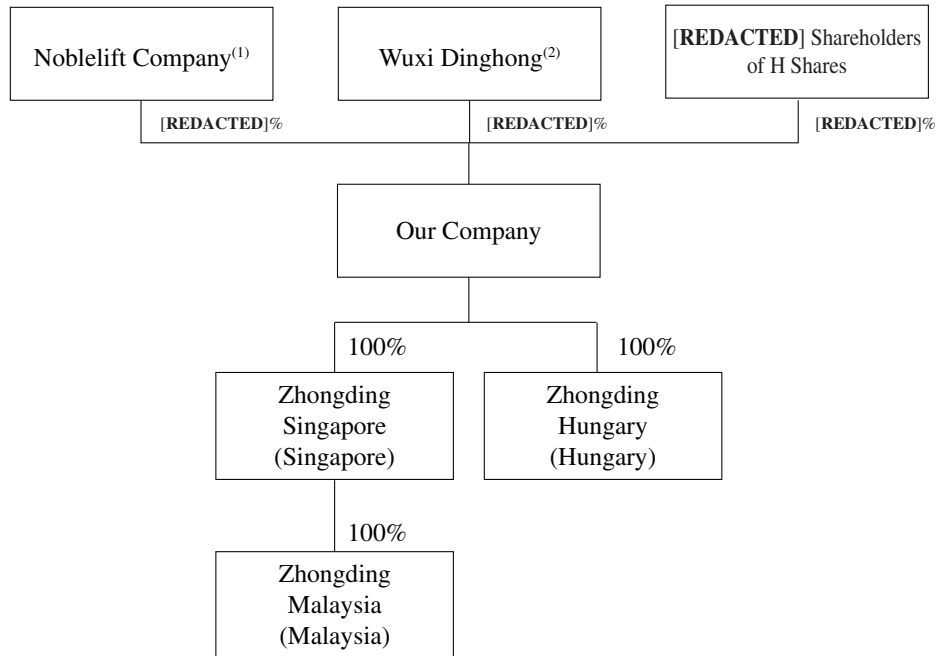 Noblelift Company(1)
Wuxi Dinghong(2)
[REDACTED] Shareholders
of H Shares
[REDACTED]%
[REDACTED]%
[REDACTED]%
Our Company
100%
100%
Zhongding
Singapore
(Singapore)
Zhongding
Hungary
(Hungary)
100%
Zhongding
Malaysia
(Malaysia)